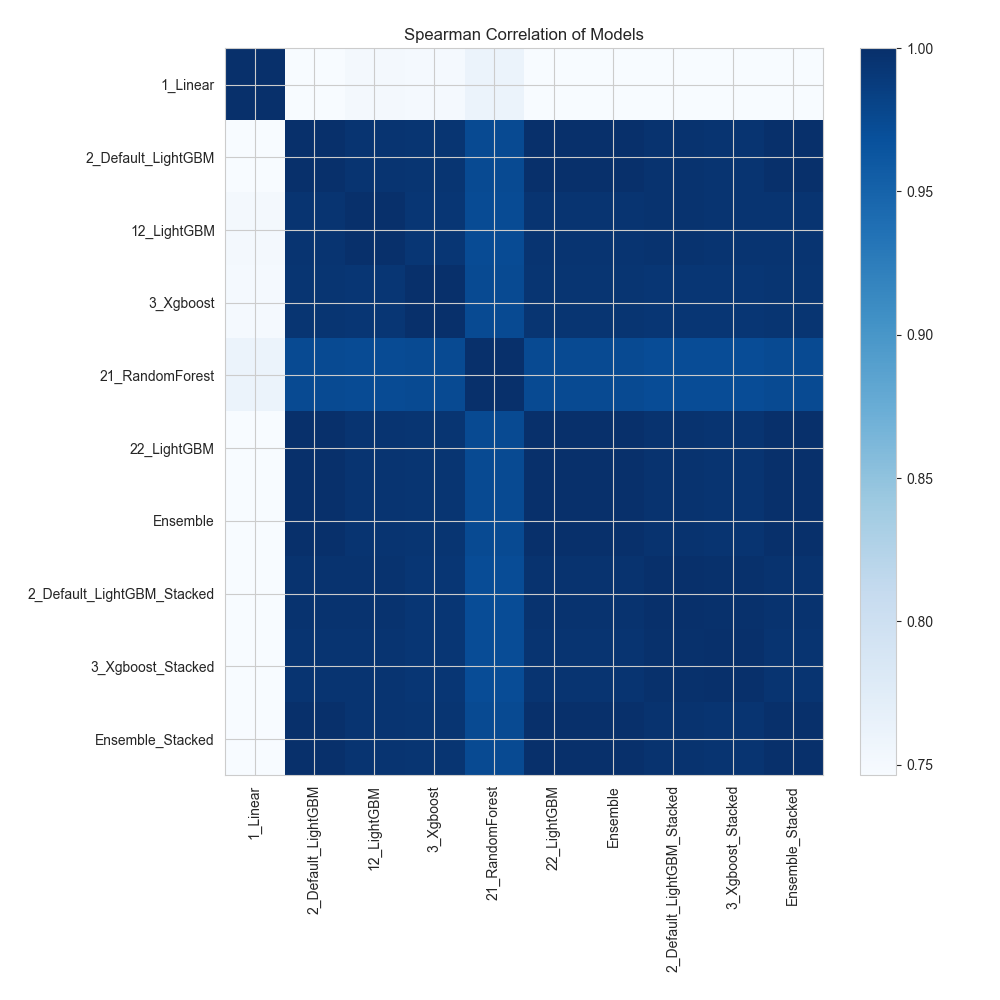 Spearman Correlation of Models
1_Linear
2_Default_LightGBM
12_LightGBM
3_Xgboost
21_RandomForest
22_LightGBM
Ensemble
2_Default_LightGBM_Stacked
3_Xgboost_Stacked
Ensemble_Stacked
1_Linear
2_Default_LightGBM
12_LightGBM
3_Xgboost
21_RandomForest
22_LightGBM
Ensemble
2_Default_LightGBM_Stacked
3_Xgboost_Stacked
Ensemble_Stacked
1.00
0.95
0.90
0.85
0.80
0.75